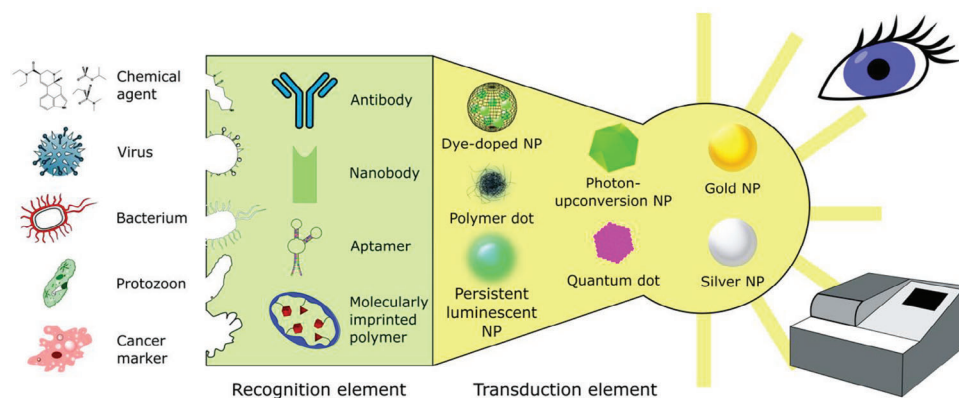 Chemical
agent
Virus
Bacterium
Protozoon
Cancer
marker
Antibody
Nanobody
Aptamer
Molecularly
imprinted
polymer
Recognition element
Dye-doped NP
Polymer dot
Persistent
luminescent
NP
Photon-
upconversion NP
Quantum dot
Gold NP
Silver NP
Transduction element